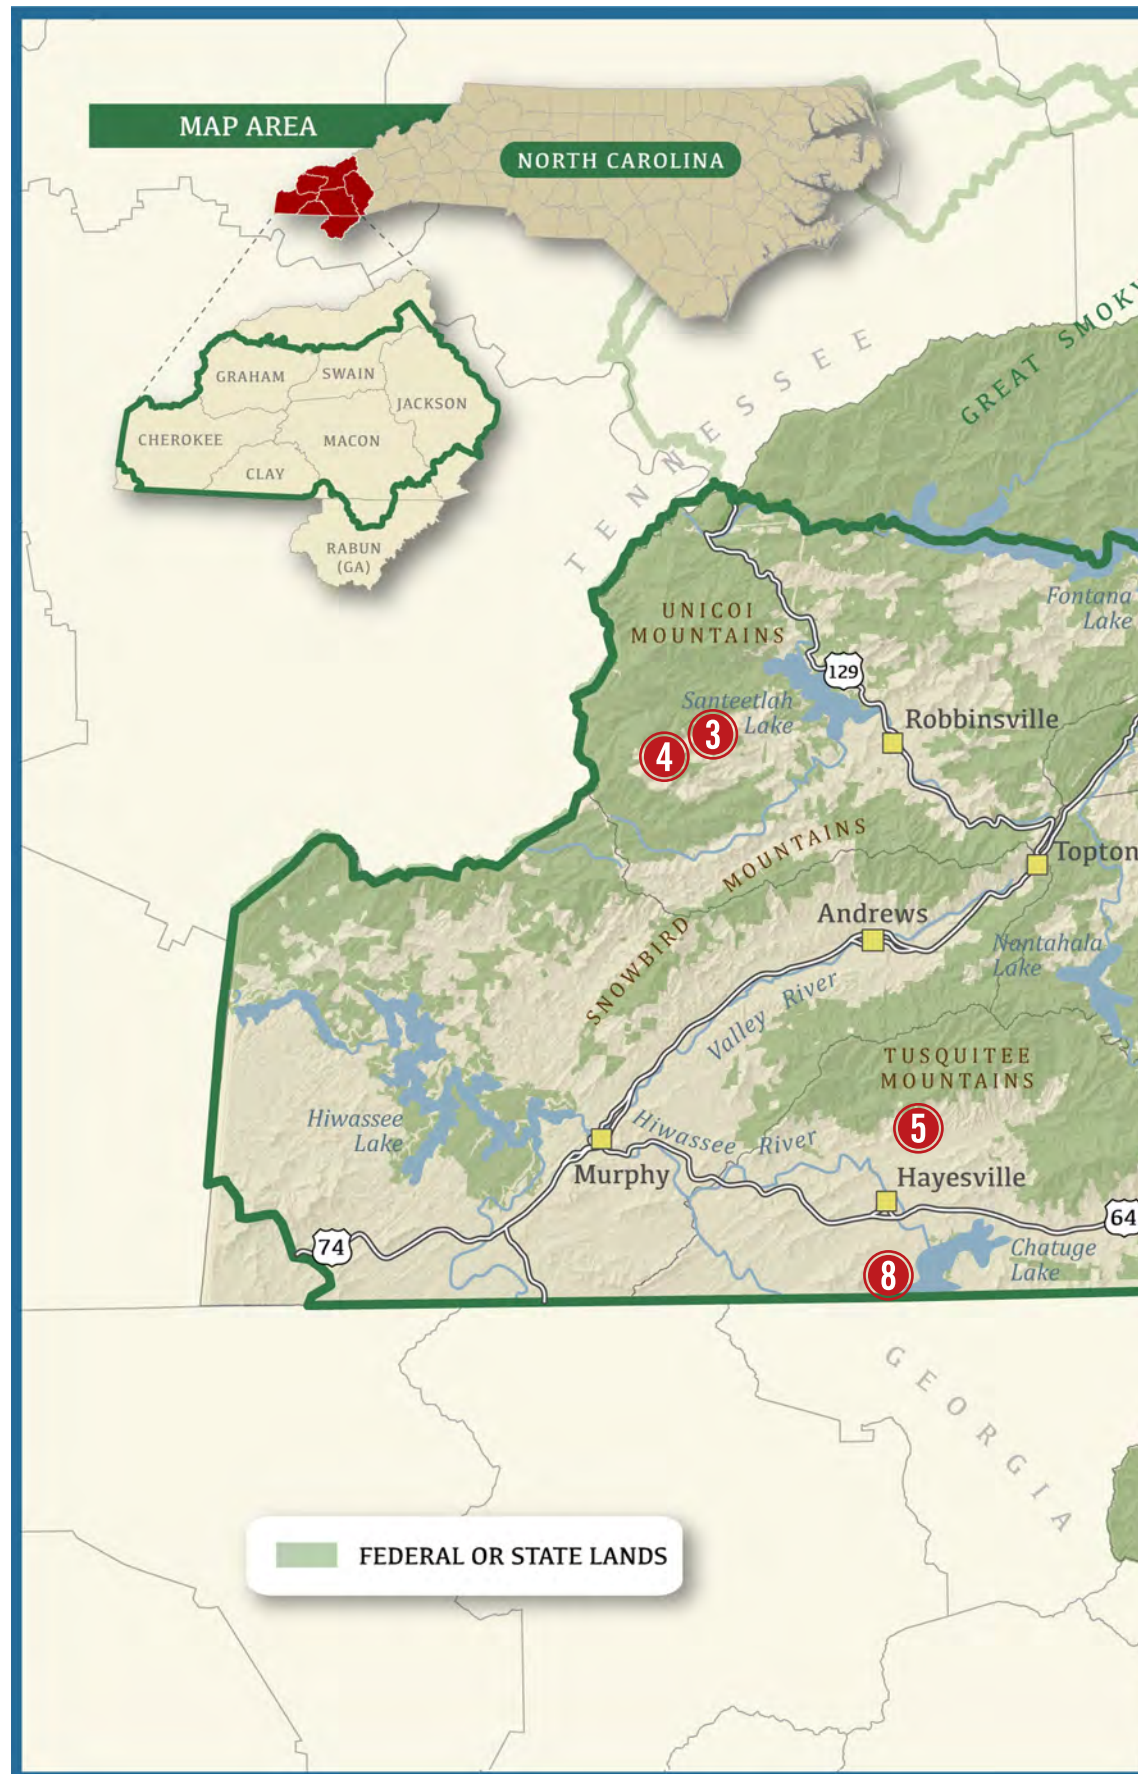 MAP AREA
NORTH CAROLINA
GRAHAM
SWAIN
JACKSON
CHEROKEE
MACON
CLAY
RABUN
(GA)
TENNESSEE
GREAT SMOKY
UNICOI
MOUNTAINS
Fontana
Lake
129
Santeetlah
Lake
Robbinsville
3
4
SNOWBIRD MOUNTAINS
Topton
Andrews
Nantahala
Lake
Valley River
TUSQUITEE
MOUNTAINS
Hiwassee
Lake
Hiwassee River
5
Murphy
Hayesville
74
64
Chatuge
Lake
8
GEORGIA
FEDERAL OR STATE LANDS